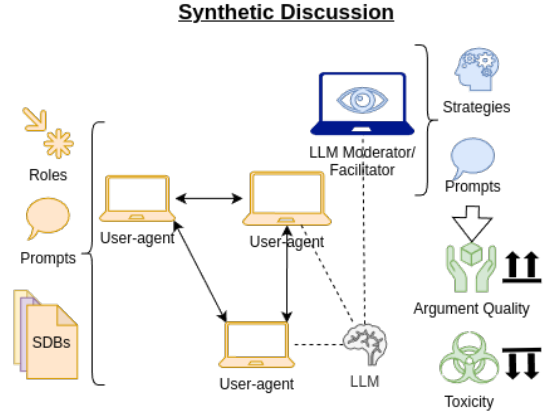 Synthetic Discussion
Strategies
LLM Moderator/
Facilitator
Prompts
Roles
User-agent
User-agent
Prompts
Argument Quality
SDBs
User-agent
LLM
Toxicity